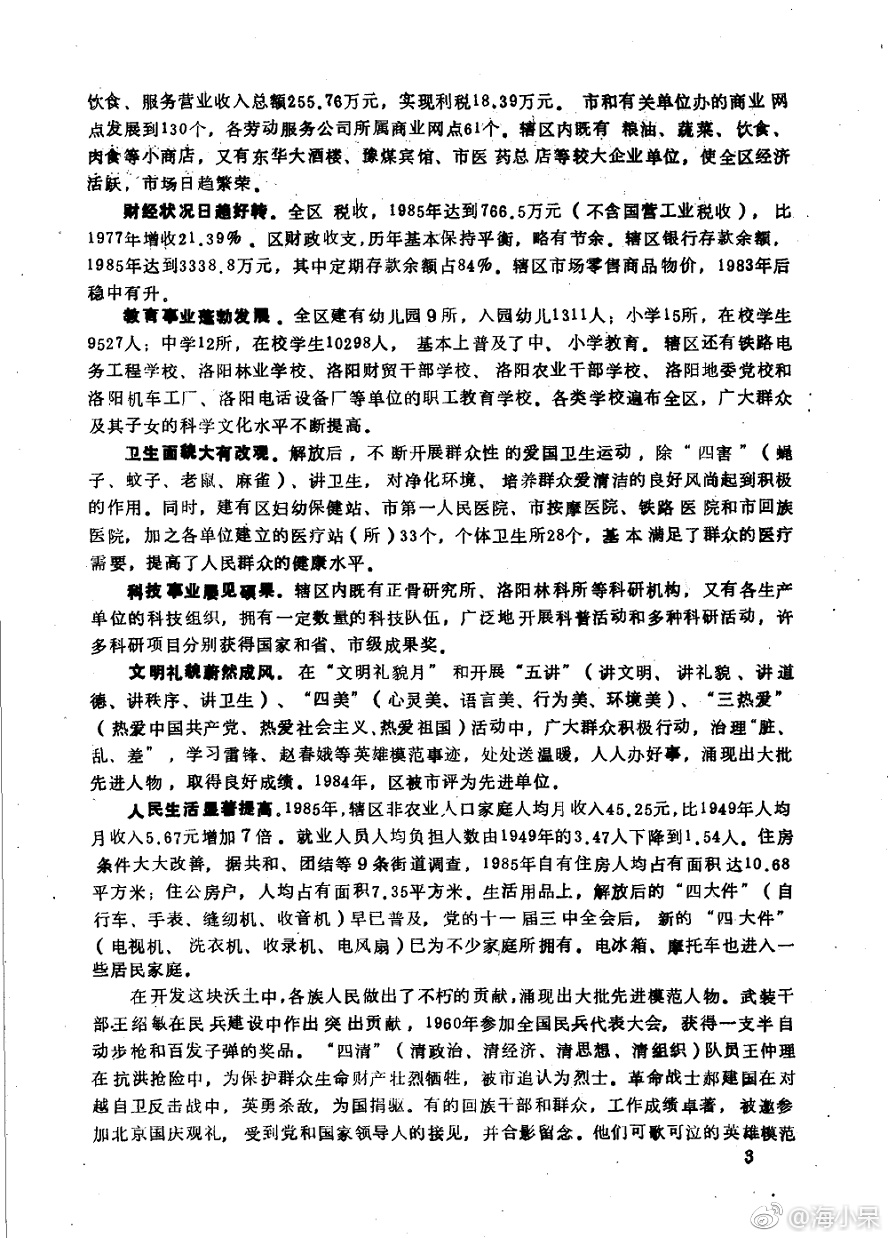 饮食、服务营业收入总额255.76万元，实现利税18.39万元。市和有关单位办的商业网
点发展到130个，各劳动服务公司所属商业网点61个。辖区内既有粮油、蔬菜、饮食、
肉食等小商店，又有东华大酒楼、豫煤宾馆、市医药总店等较大企业单位，使全区经济
活跃，市场日趋繁荣。
财经状况日趋好转。全区税收，1985年达到766.5万元（不含国营工业税收），比
1977年增收21.39%。区财政收支，历年基本保持平衡，略有节余。辖区银行存款余额，
1985年达到3338.8万元，其中定期存款余额占84%。辖区市场零售商品物价，1983年后
稳中有升。
教育事业蓬勃发展。全区建有幼儿园9所，入园幼儿1311人；小学15所，在校学生
9527人；中学12所，在校学生10298人，基本上普及了中、小学教育。辖区还有铁路电
务工程学校、洛阳林业学校、洛阳财贸干部学校、洛阳农业干部学校、洛阳地委党校和
洛阳机车工厂、洛阳电话设备厂等单位的职工教育学校。各类学校遍布全区，广大群众
及其子女的科学文化水平不断提高。
卫生面貌大有改观。解放后，不断开展群众性的爱国卫生运动，除“四害”（蝇
子、蚊子、老鼠、麻雀）、讲卫生，对净化环境、培养群众爱清洁的良好风尚起到积极
的作用。同时，建有区妇幼保健站、市第一人民医院、市按摩医院、铁路医院和市回族
医院，加之各单位建立的医疗站（所）33个，个体卫生所28个，基本满足了群众的医疗
需要，提高了人民群众的健康水平。
科技事业屡见硕果。辖区内既有正骨研究所、洛阳林科所等科研机构，又有各生产
单位的科技组织，拥有一定数量的科技队伍，广泛地开展科普活动和多种科研活动，许
多科研项目分别获得国家和省、市级成果奖。
文明礼貌蔚然成风。在“文明礼貌月”和开展“五讲”（讲文明、讲礼貌、讲道
德、讲秩序、讲卫生）、“四美”（心灵美、语言美、行为美、环境美）、“三热爱”
（热爱中国共产党、热爱社会主义、热爱祖国）活动中，广大群众积极行动，治理“脏、
乱、差”，学习雷锋、赵春娥等英雄模范事迹，处处送温暖，人人办好事，涌现出大批
先进人物，取得良好成绩。1984年，区被市评为先进单位。
人民生活显著提高。1985年，辖区非农业人口家庭人均月收入45.25元，比1949年人均
月收入5.67元增加7倍。就业人员人均负担人数由1949年的3.47人下降到1.54人。住房
条件大大改善，据共和、团结等9条街道调查，1985年自有住房人均占有面积达10.68
平方米；住公房户，人均占有面积7.35平方米。生活用品上，解放后的“四大件”（自
行车、手表、缝纫机、收音机）早已普及，党的十一届三中全会后，新的“四大件”
（电视机、洗衣机、收录机、电风扇）已为不少家庭所拥有。电冰箱、摩托车也进入一
些居民家庭。
在开发这块沃土中，各族人民做出了不朽的贡献，涌现出大批先进模范人物。武装干
部王绍敏在民兵建设中作出突出贡献，1960年参加全国民兵代表大会，获得一支半自
动步枪和百发子弹的奖品。“四清”（清政治、清经济、清思想、清组织）队员王仲理
在抗洪抢险中，为保护群众生命财产壮烈牺牲，被市追认为烈士。革命战士郝建国在对
越自卫反击战中，英勇杀敌，为国捐躯。有的回族干部和群众，工作成绩卓著，被邀参
加北京国庆观礼，受到党和国家领导人的接见，并合影留念。他们可歌可泣的英雄模范
3
@海小呆